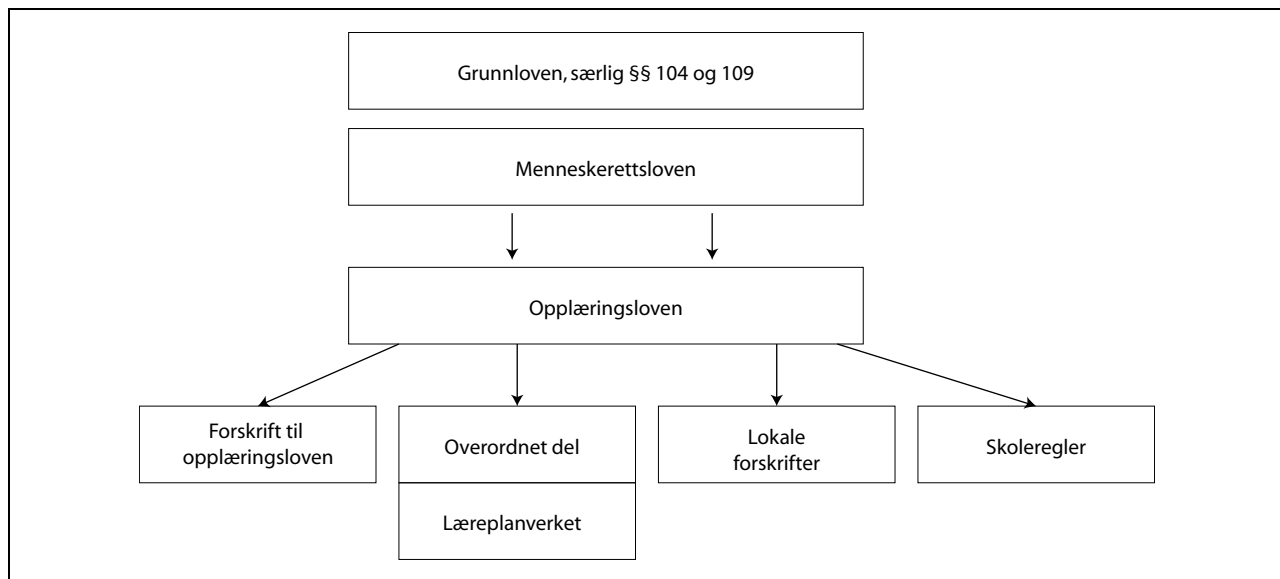 Grunnloven, særlig §§ 104 og 109
Menneskerettsloven
Opplæringsloven
Forskrift til
opplæringsloven
Overordnet del
Læreplanverket
Lokale
forskrifter
Skoleregler